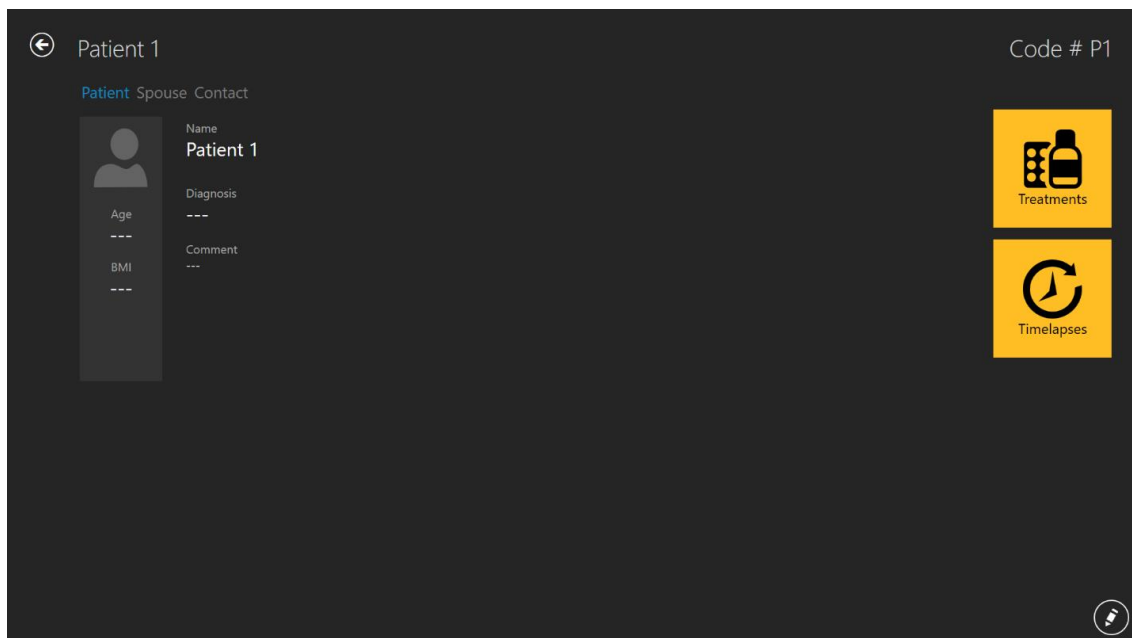 Patient 1
Code # P1
Patient Spouse Contact
Name
Patient 1
Diagnosis
---
Comment
---
Age
---
BMI
---
Treatments
Timelapses